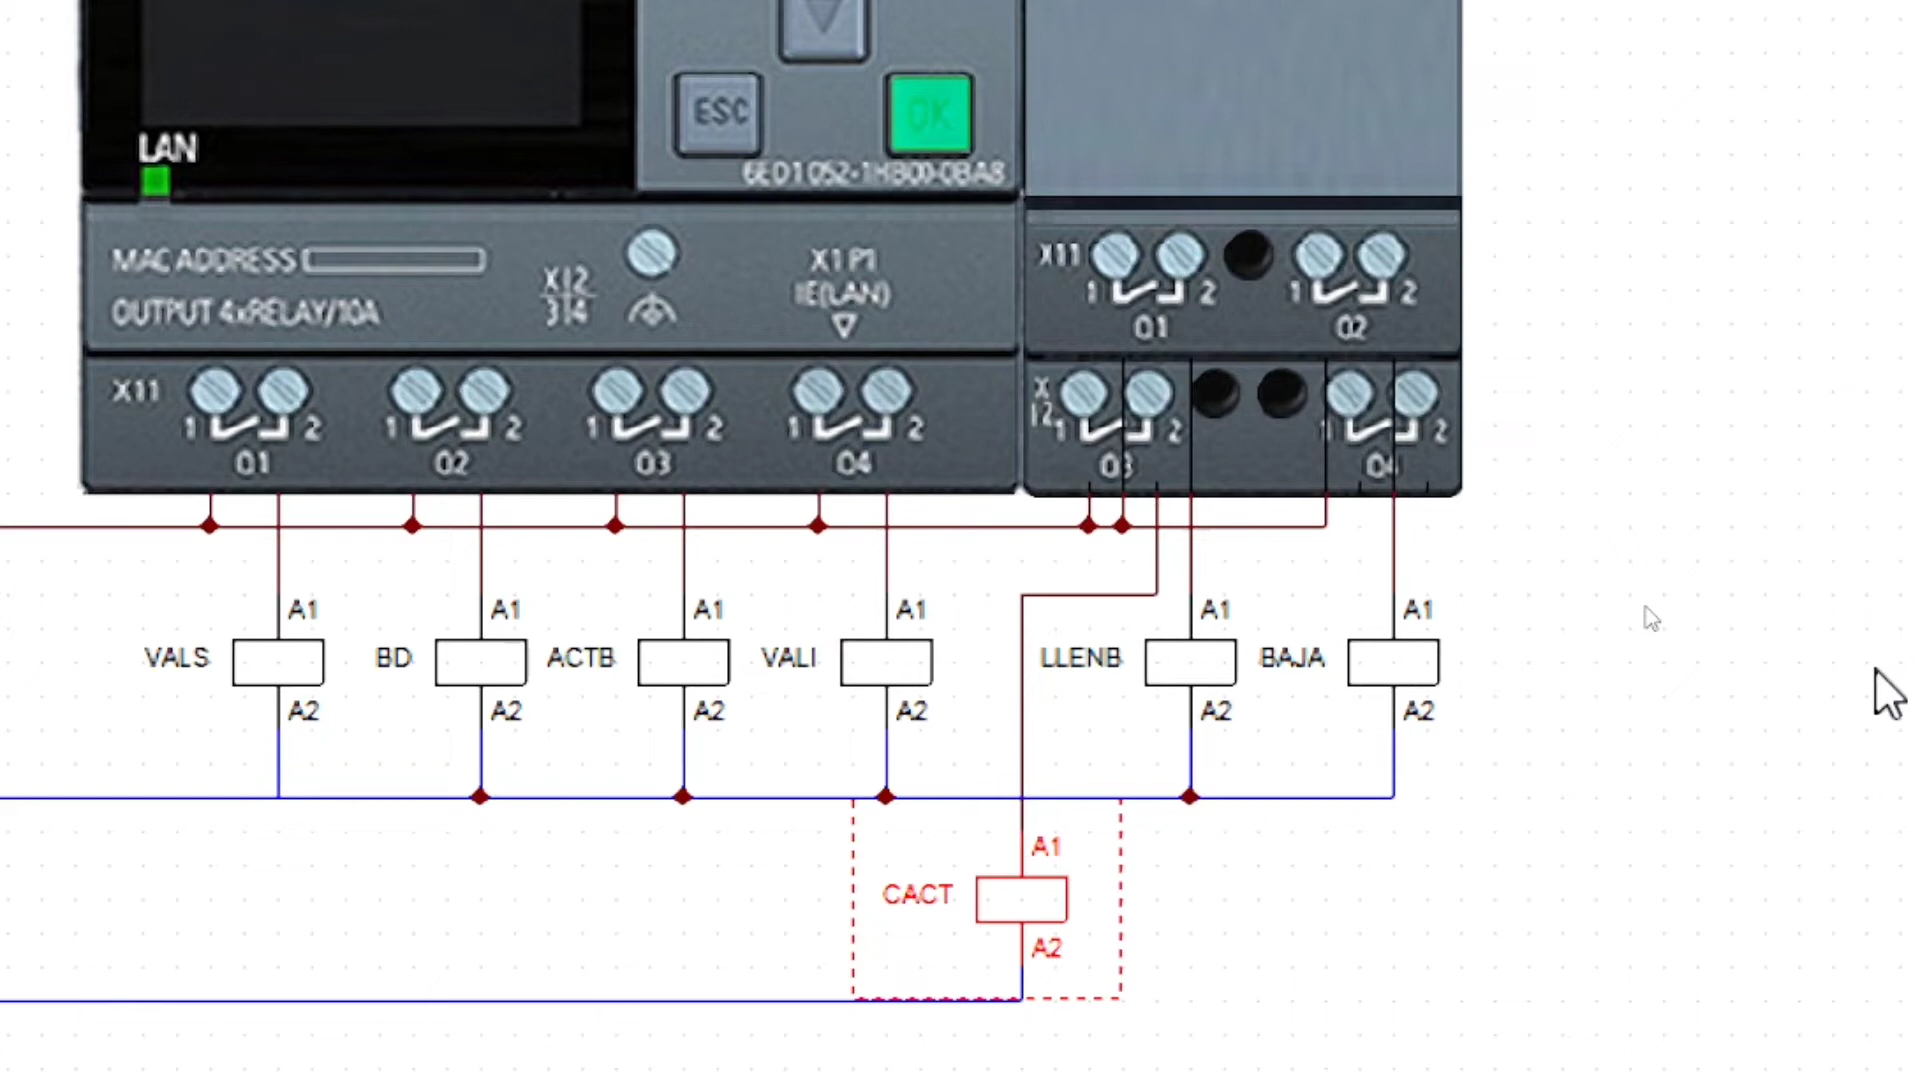 ESC
OK
LAN
6ED1 052-1HB00-0BA8
MAC ADDRESS
X12
3|4
X1 P1
IE(LAN)
OUTPUT 4xRELAY/10A
X11
1 2 1 2
Q1 Q2
X11
1 2 1 2 1 2 1 2
Q1 Q2 Q3 Q4
X
12
1 2 1 2
Q3 Q4
A1 A1 A1 A1 A1 A1
VALS BD ACTB VALI LLENB BAJA
A2 A2 A2 A2 A2 A2
A1
CACT
A2